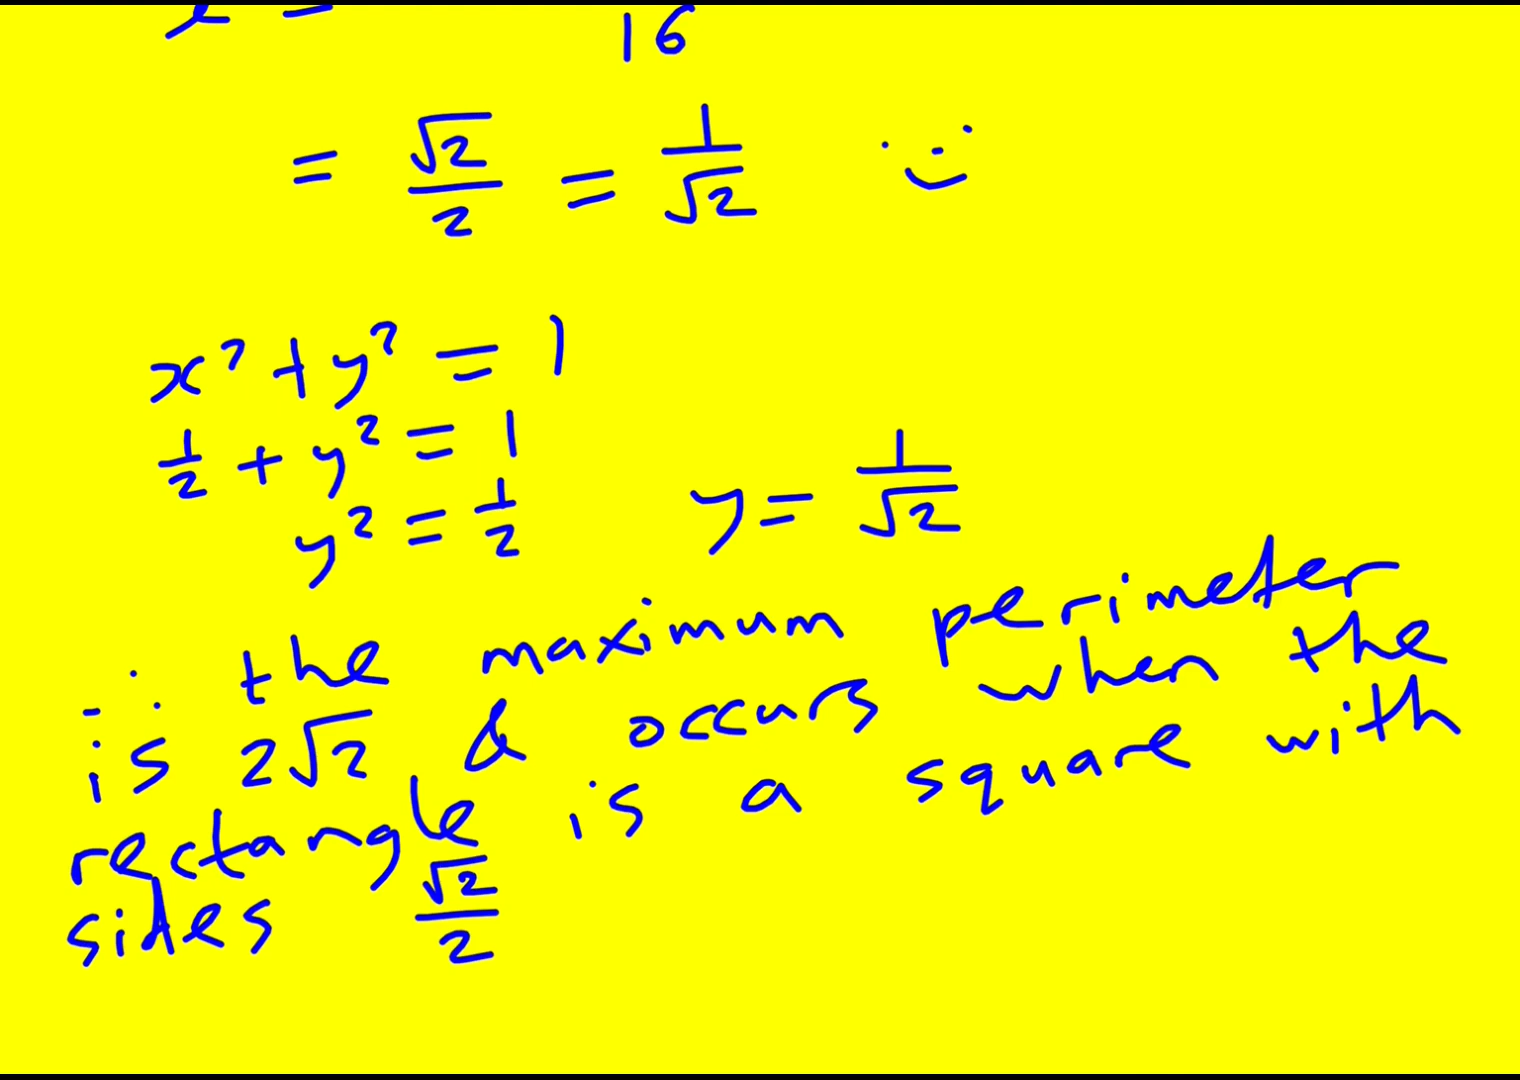 = 16
= √2/2 = 1/√2
x² + y² = 1
1/2 + y² = 1
y² = 1/2 y = 1/√2
∴ the maximum perimeter
is 2√2 & occurs when the
rectangle is a square with
sides √2/2